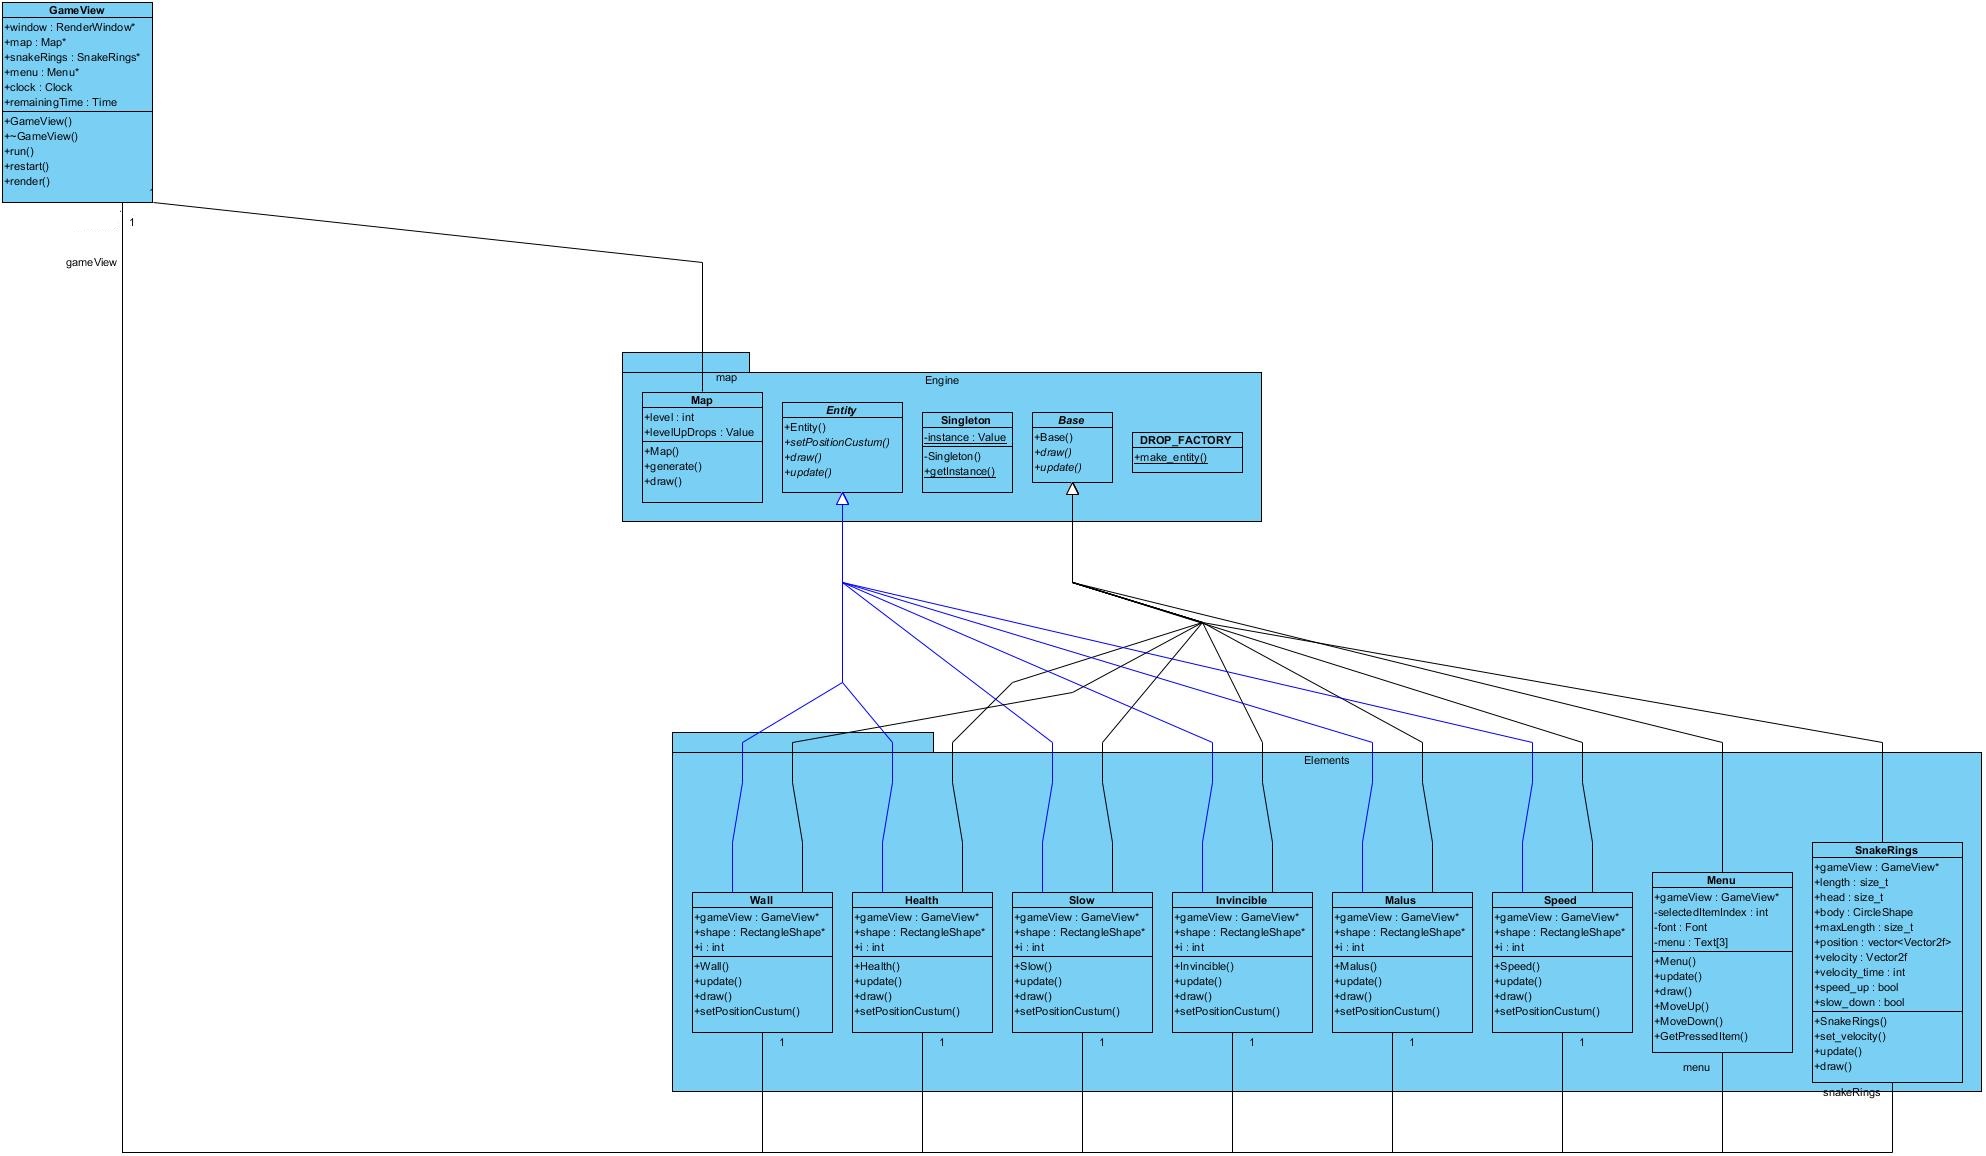 GameView
+window : RenderWindow*
+map : Map*
+snakeRings : SnakeRings*
+menu : Menu*
+clock : Clock
+remainingTime : Time
+GameView()
+~GameView()
+run()
+restart()
+render()
1
gameView
map
Engine
Map
+level : int
+levelUpDrops : Value
+Map()
+generate()
+draw()
Entity
+Entity()
+setPositionCustum()
+draw()
+update()
Singleton
-instance : Value
-Singleton()
+getInstance()
Base
+Base()
+draw()
+update()
DROP_FACTORY
+make_entity()
Elements
Wall
+gameView : GameView*
+shape : RectangleShape*
+i : int
+Wall()
+update()
+draw()
+setPositionCustum()
1
Health
+gameView : GameView*
+shape : RectangleShape*
+i : int
+Health()
+update()
+draw()
+setPositionCustum()
1
Slow
+gameView : GameView*
+shape : RectangleShape*
+i : int
+Slow()
+update()
+draw()
+setPositionCustum()
1
Invincible
+gameView : GameView*
+shape : RectangleShape*
+i : int
+Invincible()
+update()
+draw()
+setPositionCustum()
1
Malus
+gameView : GameView*
+shape : RectangleShape*
+i : int
+Malus()
+update()
+draw()
+setPositionCustum()
1
Speed
+gameView : GameView*
+shape : RectangleShape*
+i : int
+Speed()
+update()
+draw()
+setPositionCustum()
1
Menu
+gameView : GameView*
-selectedItemIndex : int
-font : Font
-menu : Text[3]
+Menu()
+update()
+draw()
+MoveUp()
+MoveDown()
+GetPressedItem()
menu
SnakeRings
+gameView : GameView*
+length : size_t
+head : size_t
+body : CircleShape
+maxLength : size_t
+position : vector<Vector2f>
+velocity : Vector2f
+velocity_time : int
+speed_up : bool
+slow_down : bool
+SnakeRings()
+set_velocity()
+update()
+draw()
snakeRings